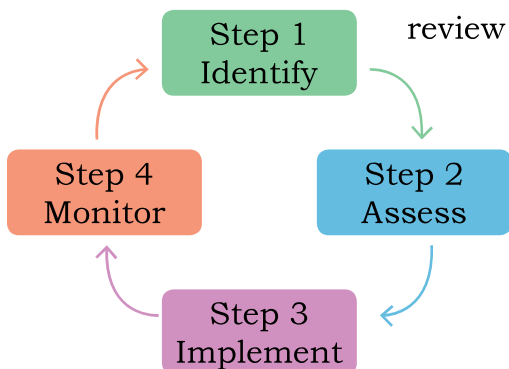 Step 1
Identify
review
Step 2
Assess
Step 3
Implement
Step 4
Monitor